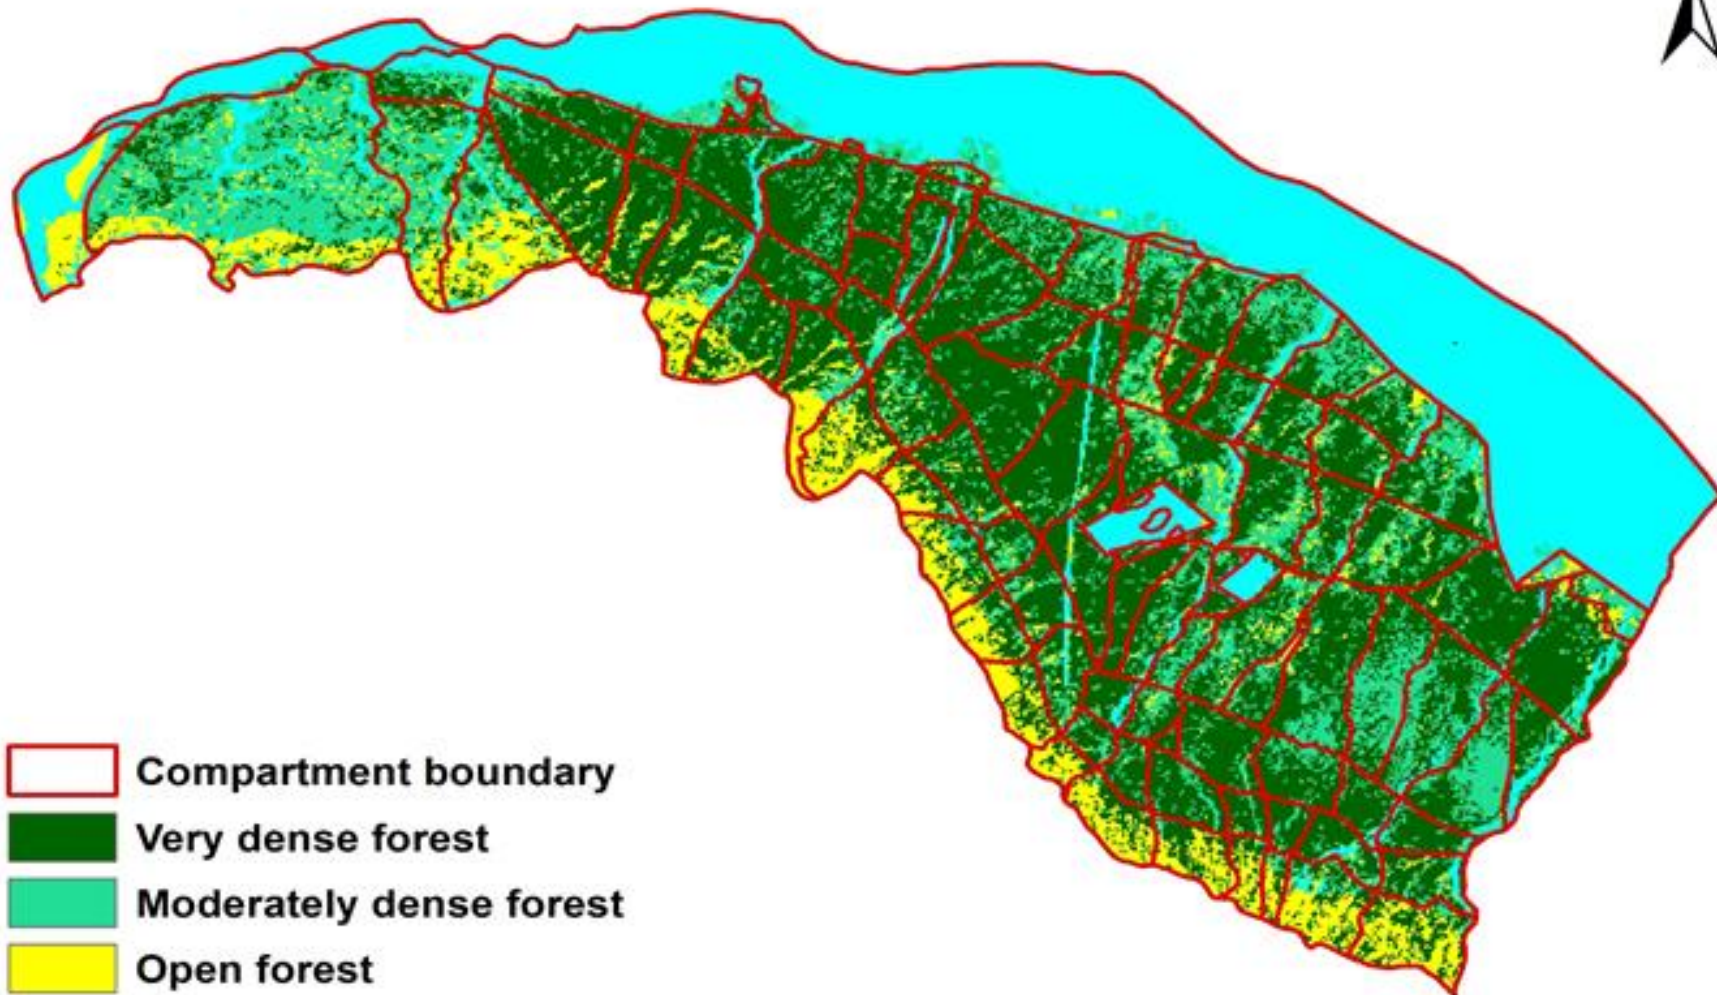 Compartment boundary
Very dense forest
Moderately dense forest
Open forest